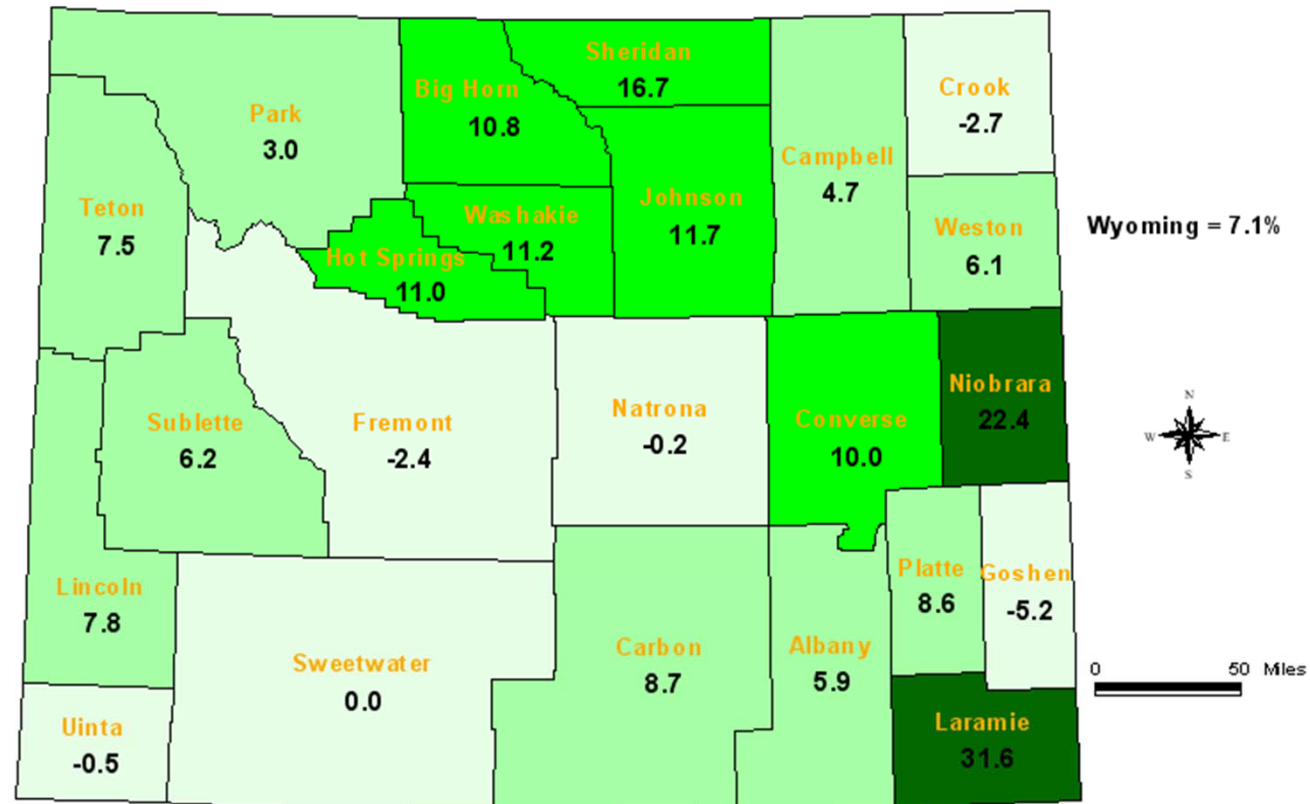 Sheridan
16.7
Big Horn
10.8
Crook
-2.7
Park
3.0
Campbell
4.7
Teton
7.5
Washakie
11.2
Johnson
11.7
Weston
6.1
Wyoming = 7.1%
Hot Springs
11.0
Niobrara
22.4
N
W
E
S
Sublette
6.2
Fremont
-2.4
Natrona
-0.2
Converse
10.0
Lincoln
7.8
Platte
8.6
Goshen
-5.2
Sweetwater
0.0
Carbon
8.7
Albany
5.9
0 50 Miles
Uinta
-0.5
Laramie
31.6